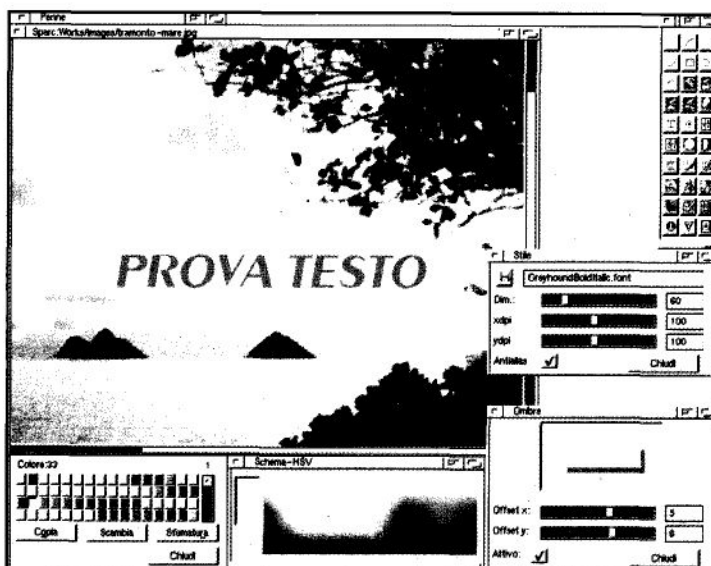 Penne
Sparc:Works/Images/tramonto-mare.jpg
PROVA TESTO
Stile
GreyhoundBoldItalic.font
Dim.:
60
xdpi
100
ydpi
100
Antialias
Chiudi
Ombre
Offset x:
5
Offset y:
6
Attivo:
Chiudi
Colore:33
1
Copia
Scambia
Sfumatura
Chiudi
Schema-HSV